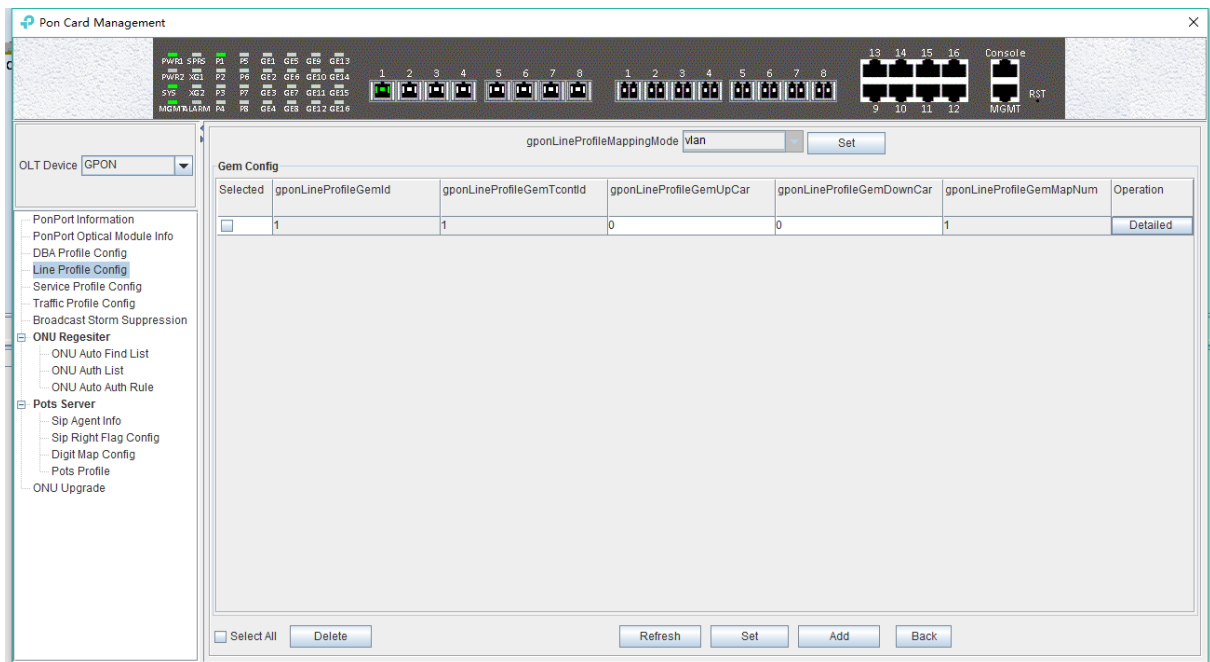 Pon Card Management
PWR1 SPR5 P1 P5 GE1 GE5 GE9 GE13
PWR2 XG1 P2 P6 GE2 GE6 GE10 GE14
SYS XG2 P3 P7 GE3 GE7 GE11 GE15
MGMT ALARM P4 P8 GE4 GE8 GE12 GE16
1 2 3 4 5 6 7 8
1 2 3 4 5 6 7 8
13 14 15 16 Console
9 10 11 12 MGMT
RST
OLT Device GPON
PonPort Information
PonPort Optical Module Info
DBA Profile Config
Line Profile Config
Service Profile Config
Traffic Profile Config
Broadcast Storm Suppression
ONU Regesiter
ONU Auto Find List
ONU Auth List
ONU Auto Auth Rule
Pots Server
Sip Agent Info
Sip Right Flag Config
Digit Map Config
Pots Profile
ONU Upgrade
gponLineProfileMappingMode vlan Set
Gem Config
Selected gponLineProfileGemId gponLineProfileGemTcontId gponLineProfileGemUpCar gponLineProfileGemDownCar gponLineProfileGemMapNum Operation
1 1 0 0 1 Detailed
Select All Delete Refresh Set Add Back